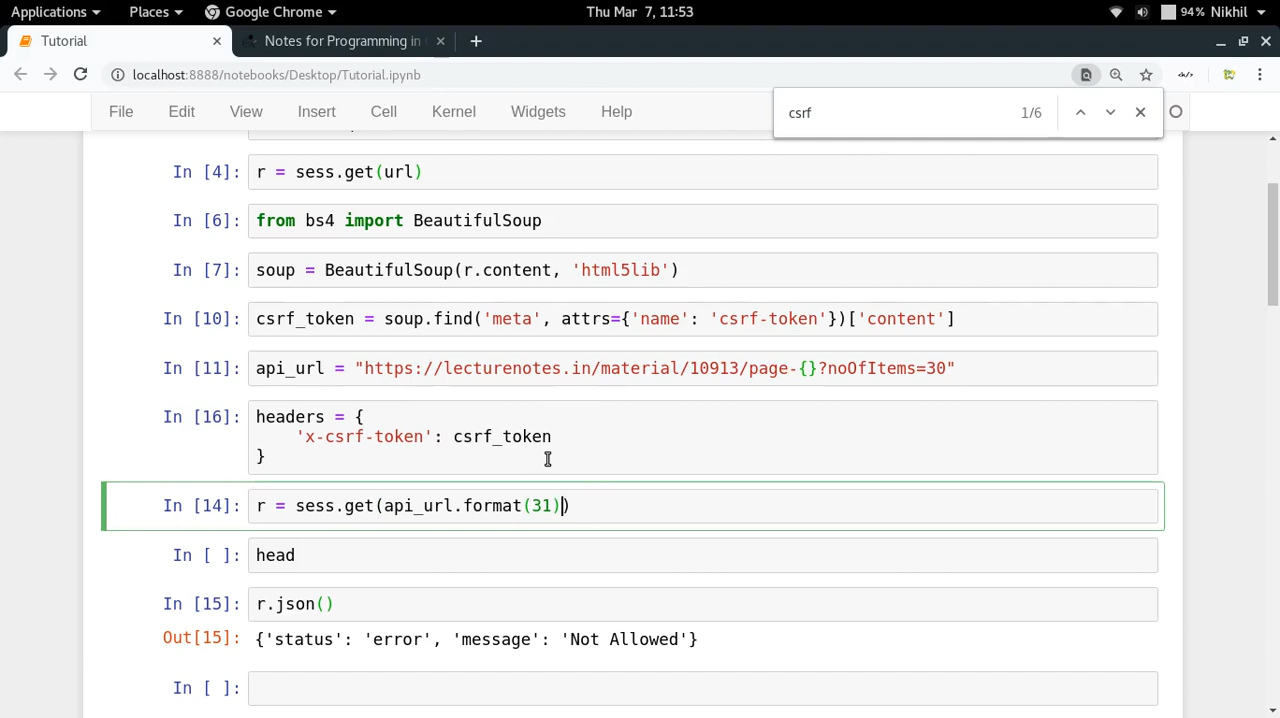 Applications Places Google Chrome Thu Mar 7, 11:53 94% Nikhil
Tutorial Notes for Programming in
localhost:8888/notebooks/Desktop/Tutorial.ipynb
File Edit View Insert Cell Kernel Widgets Help csrf 1/6
In [4]: r = sess.get(url)
In [6]: from bs4 import BeautifulSoup
In [7]: soup = BeautifulSoup(r.content, 'html5lib')
In [10]: csrf_token = soup.find('meta', attrs={'name': 'csrf-token'})['content']
In [11]: api_url = "https://lecturenotes.in/material/10913/page-{}?noOfItems=30"
In [16]: headers = {
'x-csrf-token': csrf_token
}
In [14]: r = sess.get(api_url.format(31))
In [ ]: head
In [15]: r.json()
Out[15]: {'status': 'error', 'message': 'Not Allowed'}
In [ ]: